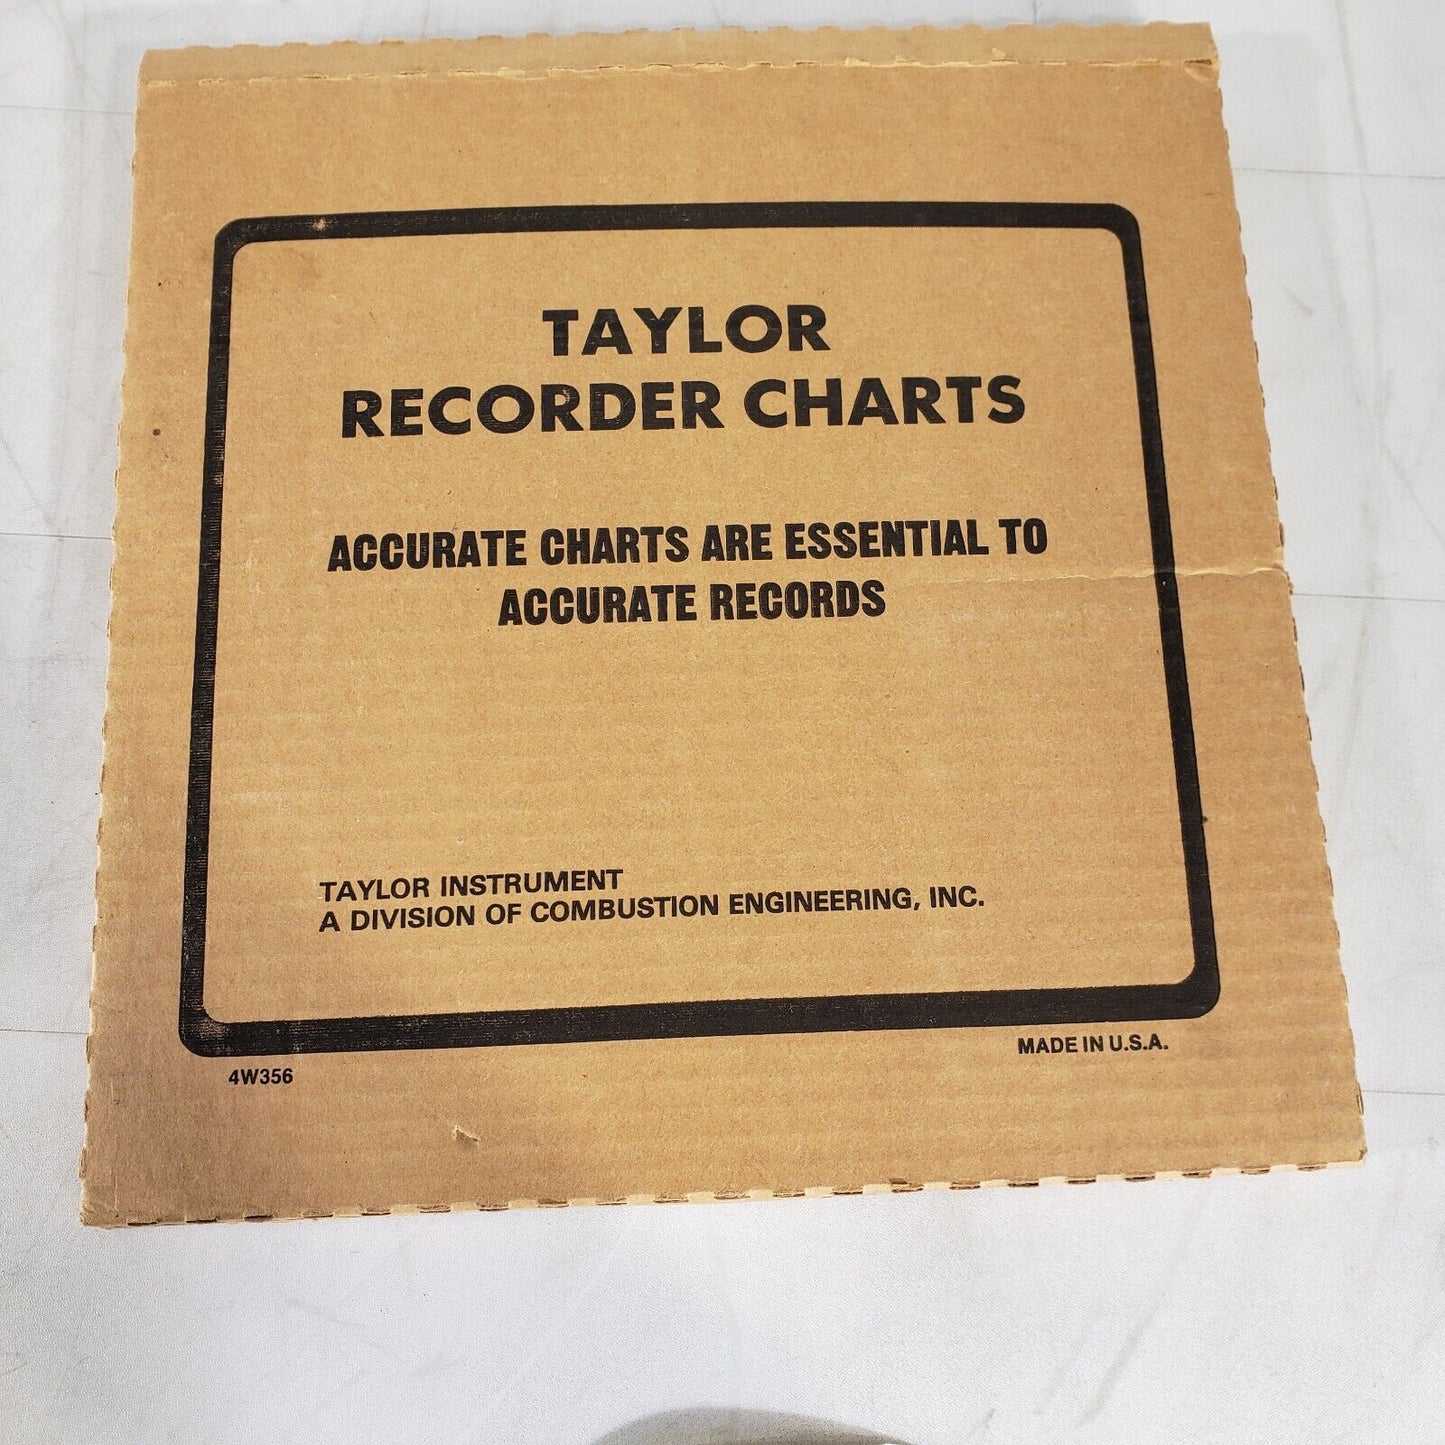 TAYLOR
RECORDER CHARTS
ACCURATE CHARTS ARE ESSENTIAL TO
ACCURATE RECORDS
TAYLOR INSTRUMENT
A DIVISION OF COMBUSTION ENGINEERING, INC.
MADE IN U.S.A.
4W356